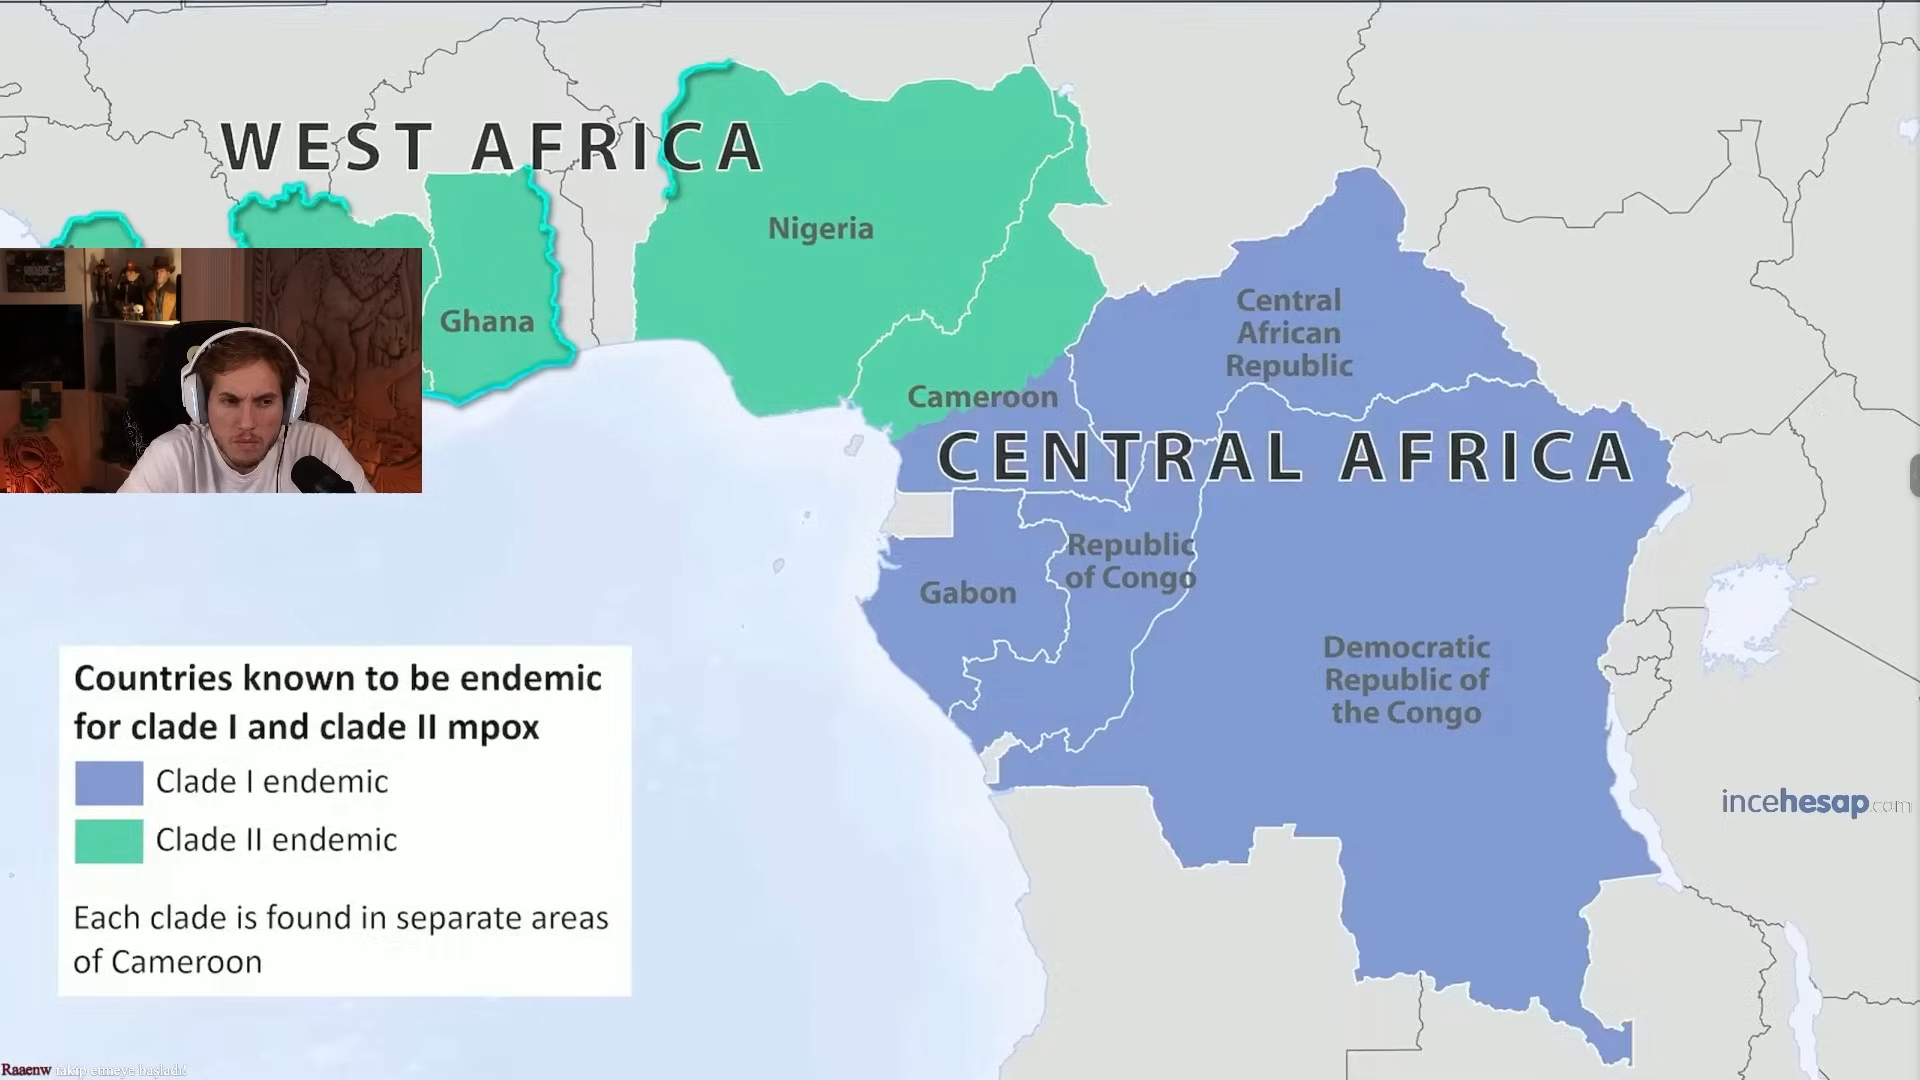 WEST AFRICA
Nigeria
Ghana
Central
African
Republic
Cameroon
CENTRAL AFRICA
Republic
of Congo
Gabon
Democratic
Republic of
the Congo
Countries known to be endemic
for clade I and clade II mpox
Clade I endemic
Clade II endemic
Each clade is found in separate areas
of Cameroon
incehesap.com
Raaenw takip etmeye başladı!